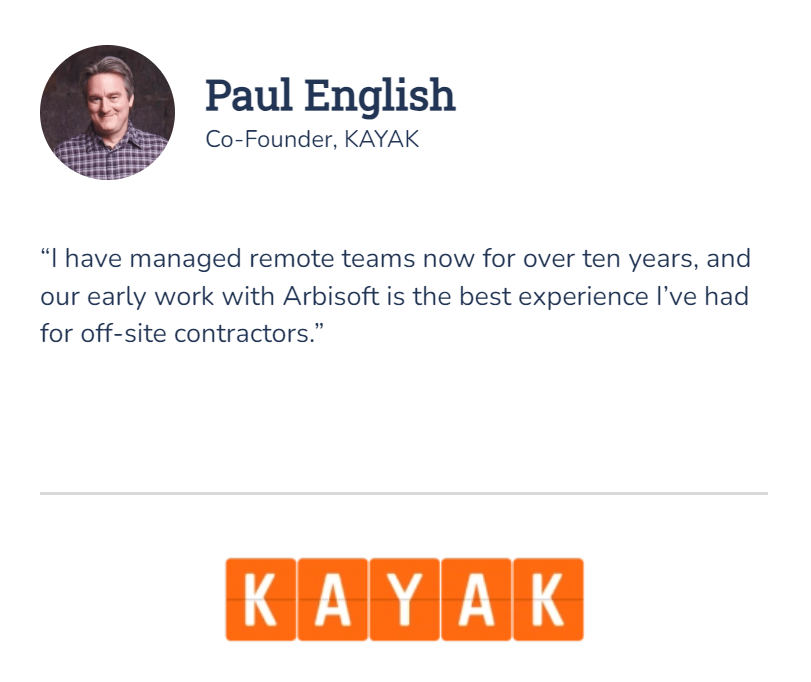 Paul English
Co-Founder, KAYAK
“I have managed remote teams now for over ten years, and
our early work with Arbisoft is the best experience I’ve had
for off-site contractors.”
KAYAK